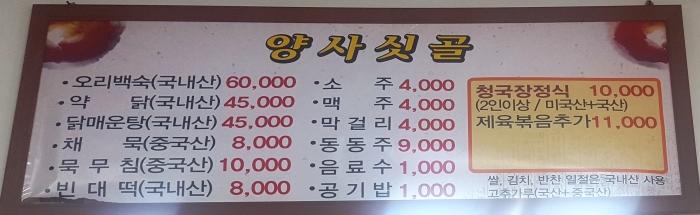 양사싯골
·오리백숙(국내산) 60,000
·약 닭(국내산) 45,000
·닭매운탕(국내산) 45,000
·채 묵(중국산) 8,000
·묵무침(중국산) 10,000
·빈대떡(국내산) 8,000
·소 주 4,000
·맥 주 4,000
·막걸리 4,000
·동동주 9,000
·음료수 1,000
·공기밥 1,000
청국장정식 10,000
(2인이상 / 미국산+국산)
제육볶음추가 11,000
쌀, 김치, 반찬 일절은 국내산 사용
고추가루(국산+중국산)